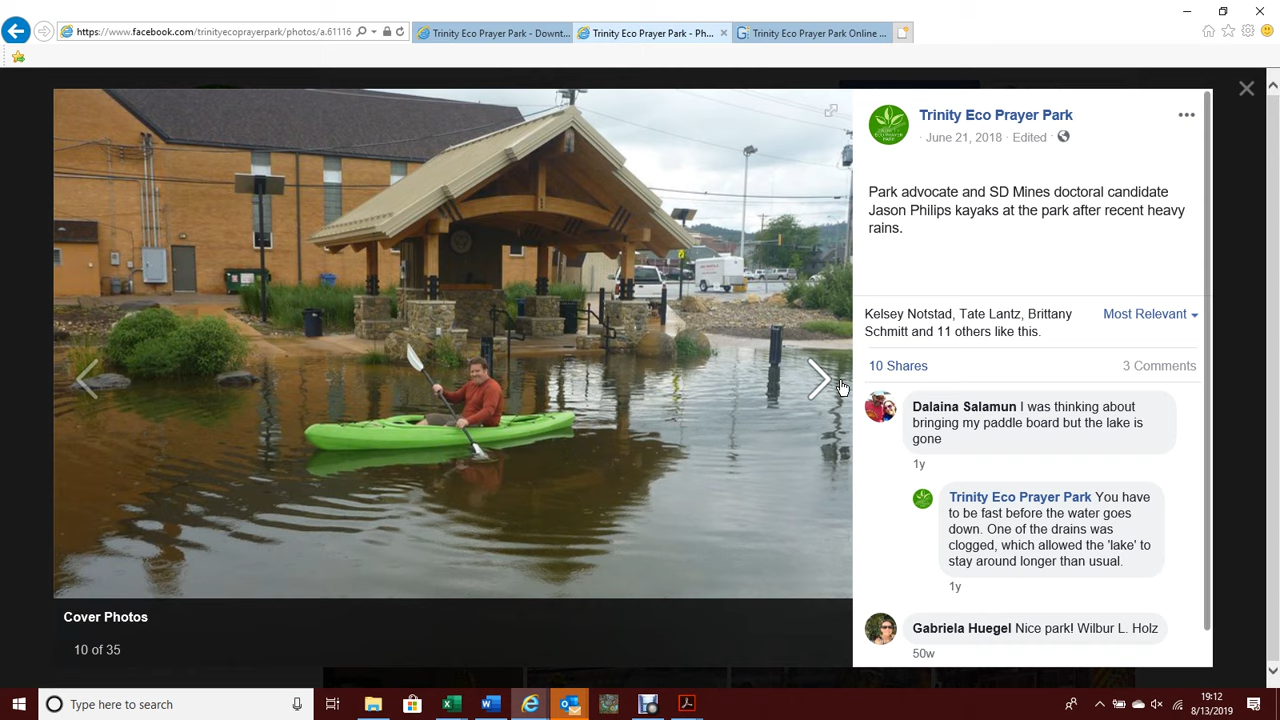 https://www.facebook.com/trinityecoprayerpark/photos/a.61116
Trinity Eco Prayer Park - Downt...
Trinity Eco Prayer Park - Ph...
Trinity Eco Prayer Park Online ...
Trinity Eco Prayer Park
· June 21, 2018 · Edited ·
Park advocate and SD Mines doctoral candidate
Jason Philips kayaks at the park after recent heavy
rains.
Kelsey Notstad, Tate Lantz, Brittany
Schmitt and 11 others like this.
Most Relevant
10 Shares
3 Comments
Dalaina Salamun I was thinking about
bringing my paddle board but the lake is
gone
1y
Trinity Eco Prayer Park You have
to be fast before the water goes
down. One of the drains was
clogged, which allowed the 'lake' to
stay around longer than usual.
1y
Gabriela Huegel Nice park! Wilbur L. Holz
50w
Cover Photos
10 of 35
Type here to search
19:12
8/13/2019